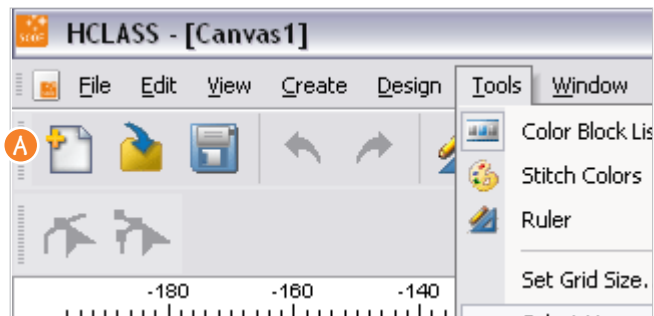 HCLASS - [Canvas1]
File Edit View Create Design Tools Window
A
Color Block Lis
Stitch Colors
Ruler
Set Grid Size.
-180 -160 -140